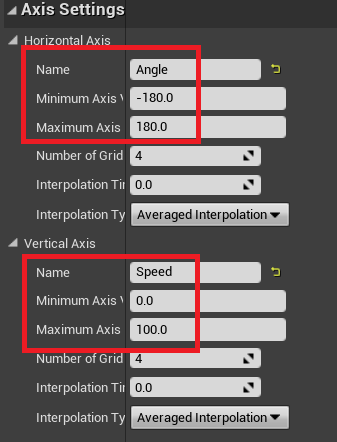 Axis Settings
Horizontal Axis
Name Angle
Minimum Axis V -180.0
Maximum Axis 180.0
Number of Grid 4
Interpolation Tir 0.0
Interpolation Ty Averaged Interpolation
Vertical Axis
Name Speed
Minimum Axis V 0.0
Maximum Axis 100.0
Number of Grid 4
Interpolation Tir 0.0
Interpolation Ty Averaged Interpolation